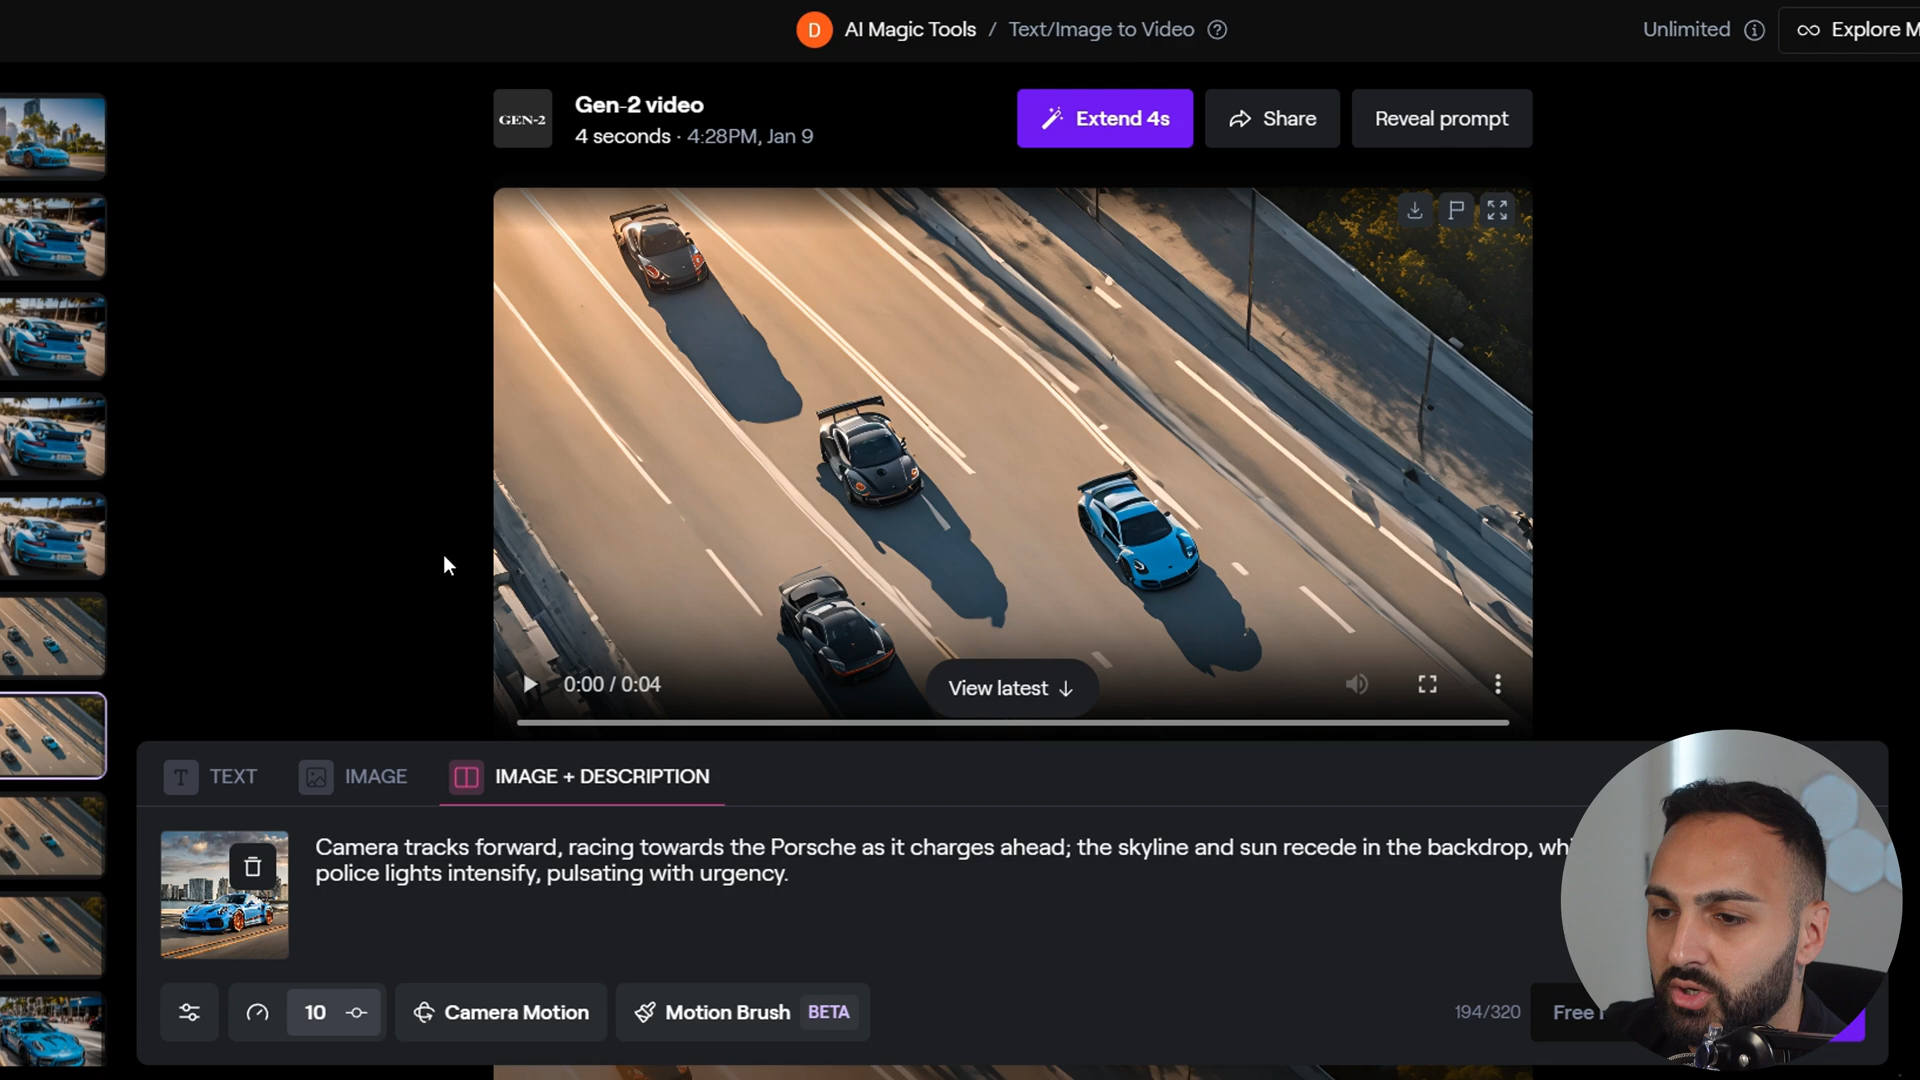 D AI Magic Tools / Text/Image to Video ?
Unlimited
Explore
GEN-2
Gen-2 video
4 seconds · 4:28PM, Jan 9
Extend 4s
Share
Reveal prompt
0:00 / 0:04
View latest ↓
T TEXT
IMAGE
IMAGE + DESCRIPTION
Camera tracks forward, racing towards the Porsche as it charges ahead; the skyline and sun recede in the backdrop,
police lights intensify, pulsating with urgency.
10
Camera Motion
Motion Brush BETA
194/320
Free